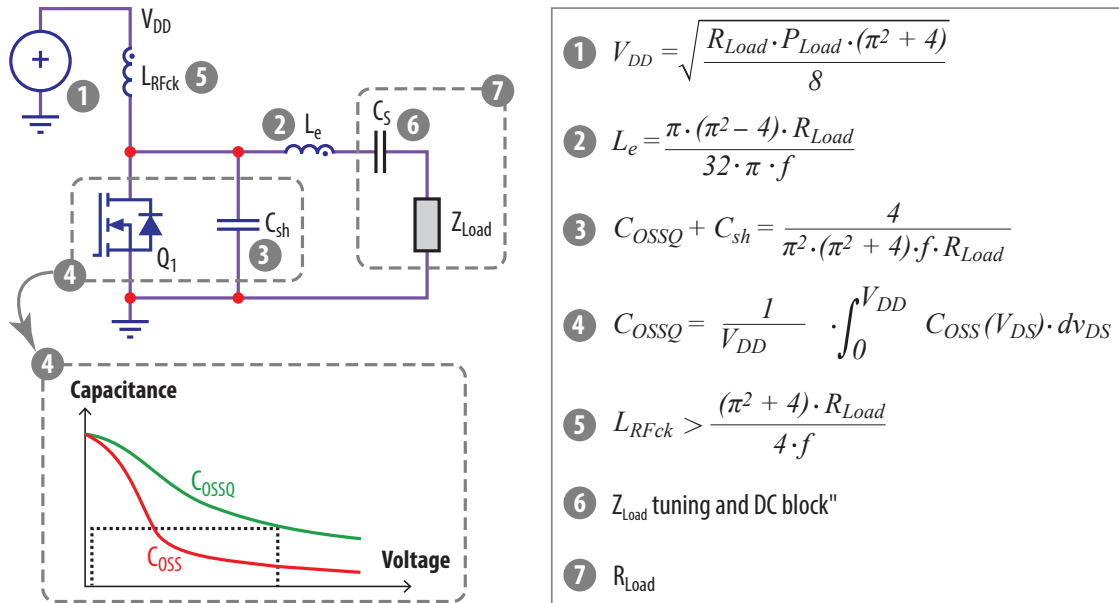 V_DD
+
1
L_RFck 5
7
2 L_e
C_S 6
Z_Load
Q_1
C_sh
3
4
4
Capacitance
C_OSSQ
C_OSS
Voltage
1 V_DD = √(R_Load · P_Load · (π² + 4) / 8)
2 L_e = π · (π² – 4) · R_Load / 32 · π · f
3 C_OSSQ + C_sh = 4 / π² · (π² + 4) · f · R_Load
4 C_OSSQ = 1 / V_DD · ∫_0^V_DD C_OSS (V_DS) · dv_DS
5 L_RFck > (π² + 4) · R_Load / 4 · f
6 Z_Load tuning and DC block"
7 R_Load